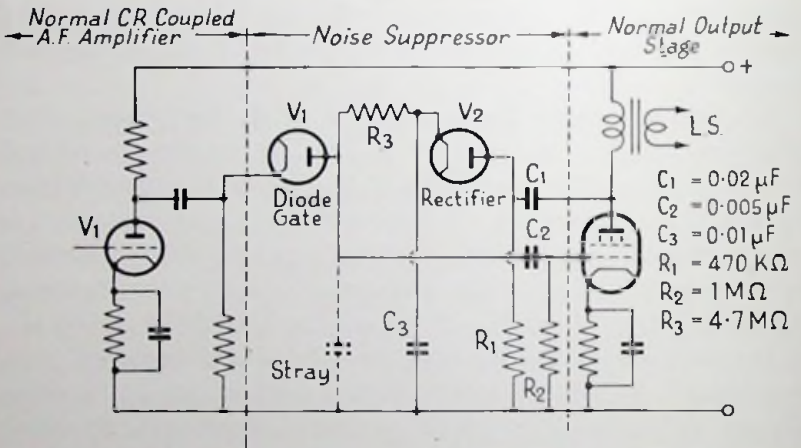 Normal CR Coupled
A.F. Amplifier
Noise Suppressor
Normal Output
Stage
+
V1
R3
V2
L.S.
Diode
Gate
Rectifier
C1
C2
V1
C3
Stray
R1
R2
C1 = 0·02 μF
C2 = 0·005 μF
C3 = 0·01 μF
R1 = 470 KΩ
R2 = 1 MΩ
R3 = 4·7 MΩ